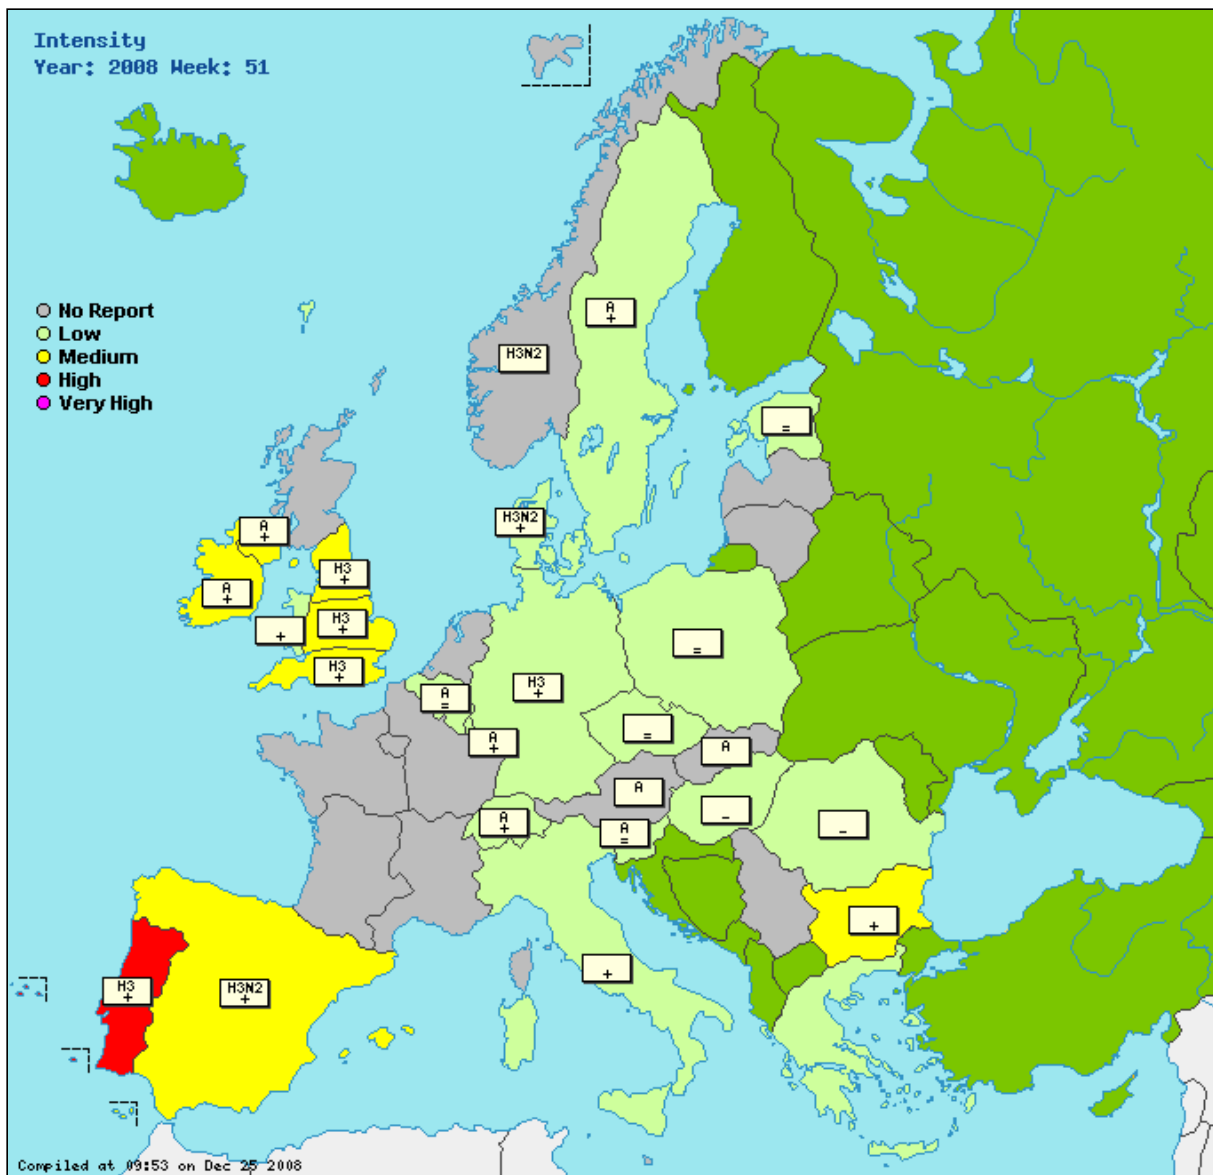 Intensity
Year: 2008 Week: 51
No Report
Low
Medium
High
Very High
A
+
H3N2
=
H3N2
+
A
+
H3
+
A
+
+
H3
+
H3
+
=
A
=
H3
+
=
A
+
A
A
A
+
A
=
-
-
+
+
H3
+
H3N2
+
Compiled at 09:53 on Dec 25 2008